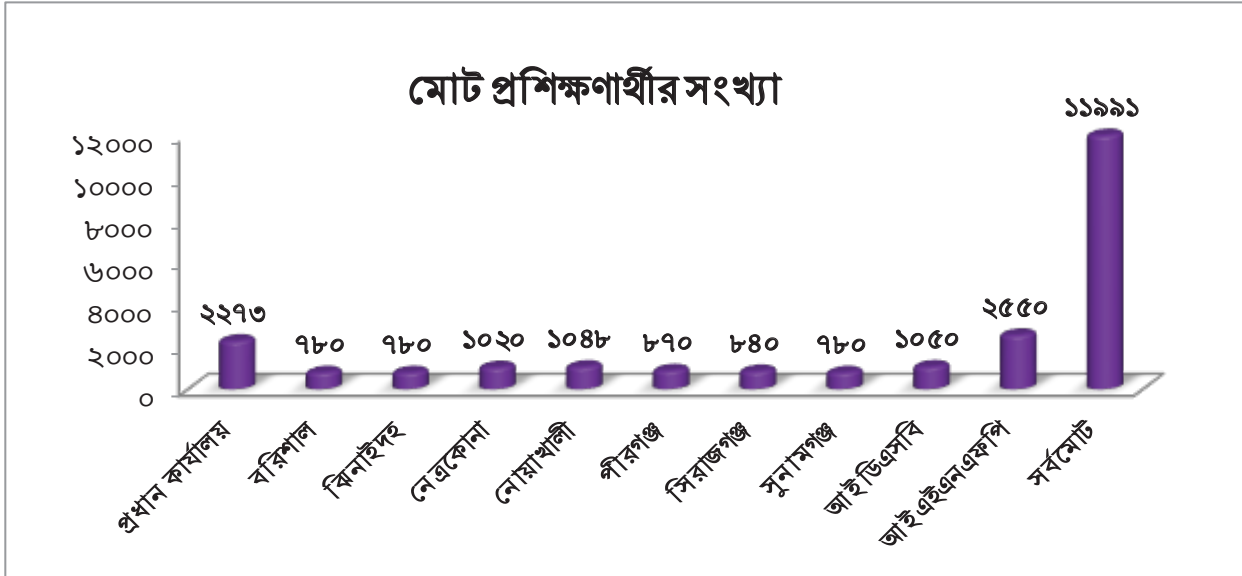 মোট প্রশিক্ষণার্থীর সংখ্যা
১২০০০
১০০০০
৮০০০
৬০০০
৪০০০
২০০০
০
২২৭৩
৭৮০
৭৮০
১০২০
১০৪৮
৮৭০
৮৪০
৭৮০
১০৫০
২৫৫০
১১৯৯১
প্রধান কার্যালয়
বরিশাল
ঝিনাইদহ
নেত্রকোনা
নোয়াখালী
পীরগঞ্জ
সিরাজগঞ্জ
সুনামগঞ্জ
আইডিএসবি
আইএইএনএফপি
সর্বমোট